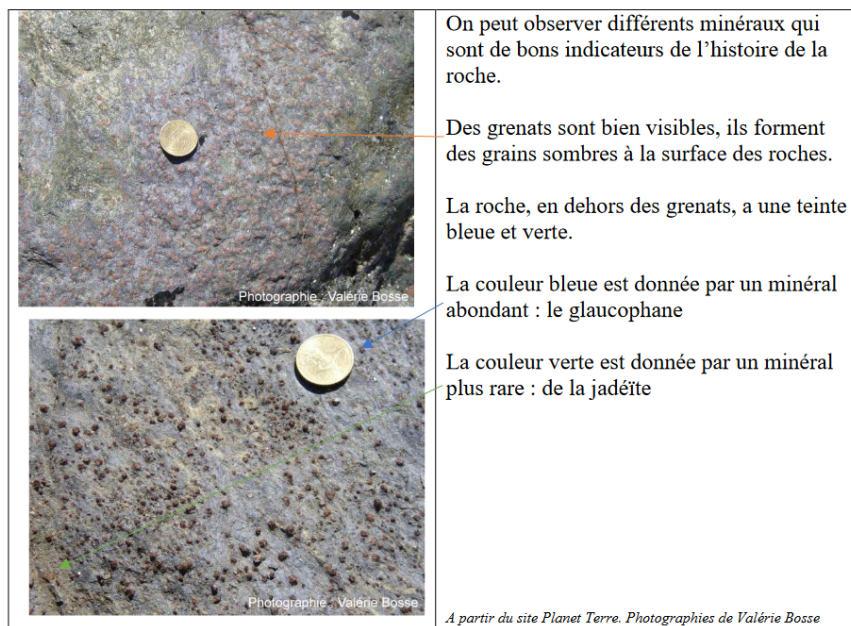 On peut observer différents minéraux qui
sont de bons indicateurs de l'histoire de la
roche.
Des grenats sont bien visibles, ils forment
des grains sombres à la surface des roches.
La roche, en dehors des grenats, a une teinte
bleue et verte.
La couleur bleue est donnée par un minéral
abondant : le glaucophane
La couleur verte est donnée par un minéral
plus rare : de la jadéïte
Photographie : Valérie Bosse
Photographie : Valérie Bosse
A partir du site Planet Terre. Photographies de Valérie Bosse